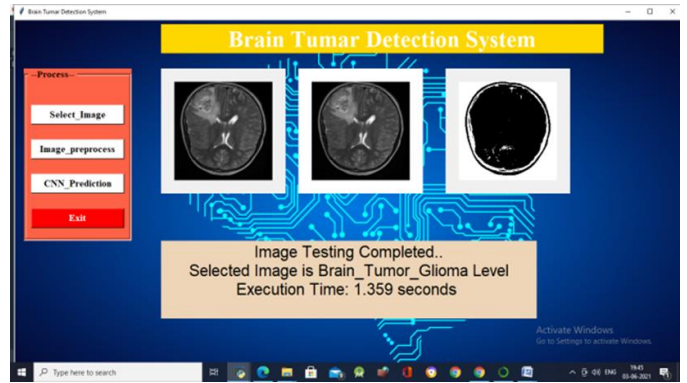 Brain Tumar Detection System
Brain Tumar Detection System
--Process--
Select_Image
Image_preprocess
CNN_Prediction
Exit
Image Testing Completed..
Selected Image is Brain_Tumor_Glioma Level
Execution Time: 1.359 seconds
Activate Windows
Go to Settings to activate Windows.
Type here to search
ENG
19:45
03-06-2021